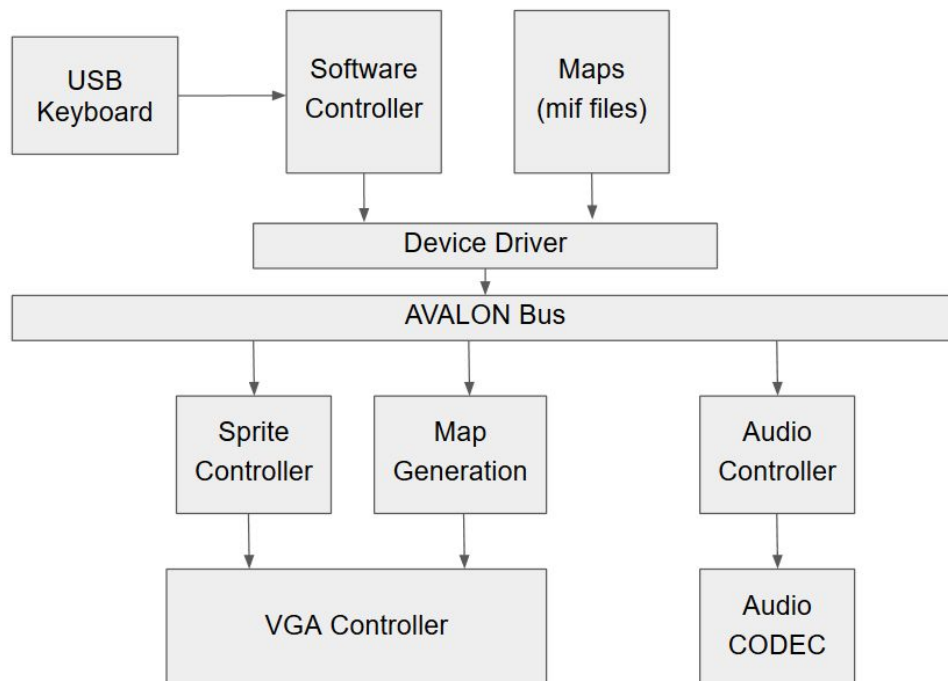 USB
Keyboard
Software
Controller
Maps
(mif files)
Device Driver
AVALON Bus
Sprite
Controller
Map
Generation
Audio
Controller
VGA Controller
Audio
CODEC